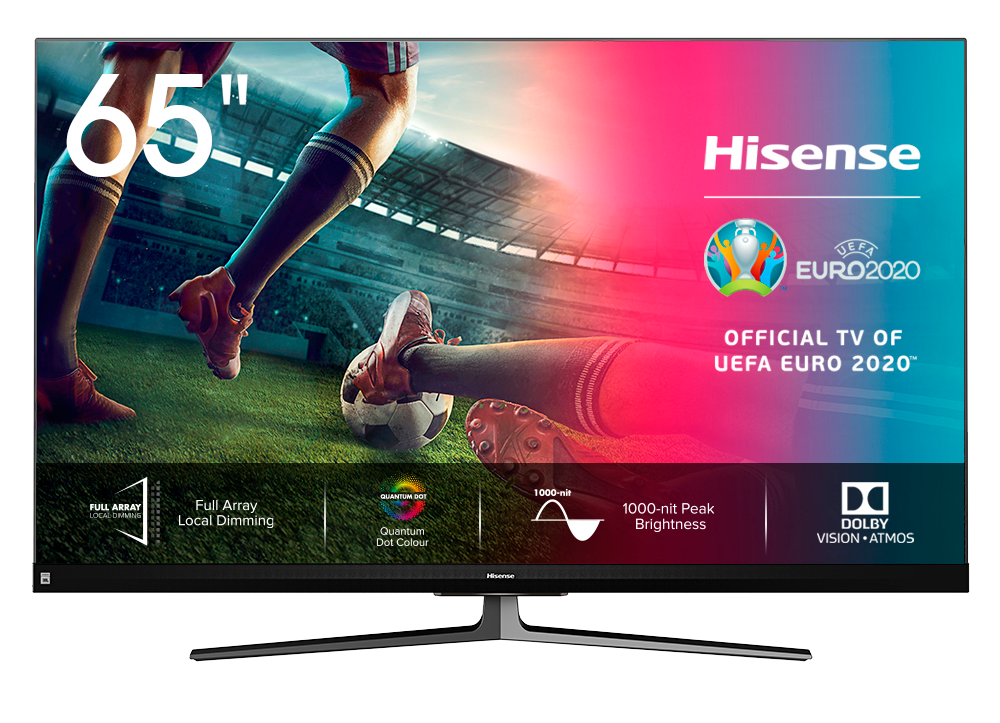 65"
Hisense
UEFA
EURO2020
OFFICIAL TV OF
UEFA EURO 2020™
FULL ARRAY
LOCAL DIMMING
Full Array
Local Dimming
QUANTUM DOT
Quantum
Dot Colour
1000-nit
1000-nit Peak
Brightness
DOLBY
VISION • ATMOS
Hisense